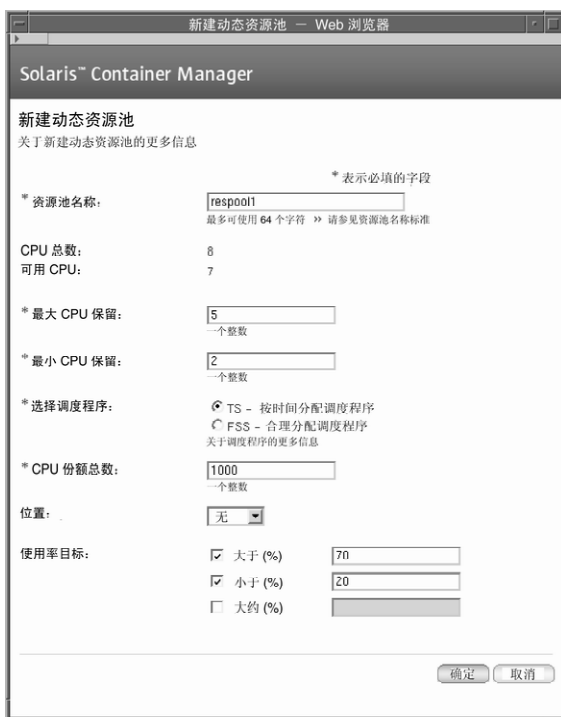 新建动态资源池 － Web 浏览器
Solaris™ Container Manager
新建动态资源池
关于新建动态资源池的更多信息
* 表示必填的字段
* 资源池名称： respool1
最多可使用 64 个字符 » 请参见资源池名称标准
CPU 总数： 8
可用 CPU： 7
* 最大 CPU 保留： 5
一个整数
* 最小 CPU 保留： 2
一个整数
* 选择调度程序： TS - 按时间分配调度程序
FSS - 合理分配调度程序
关于调度程序的更多信息
* CPU 份额总数： 1000
一个整数
位置： 无
使用率目标： 大于 (%) 70
小于 (%) 20
大约 (%)
确定 取消